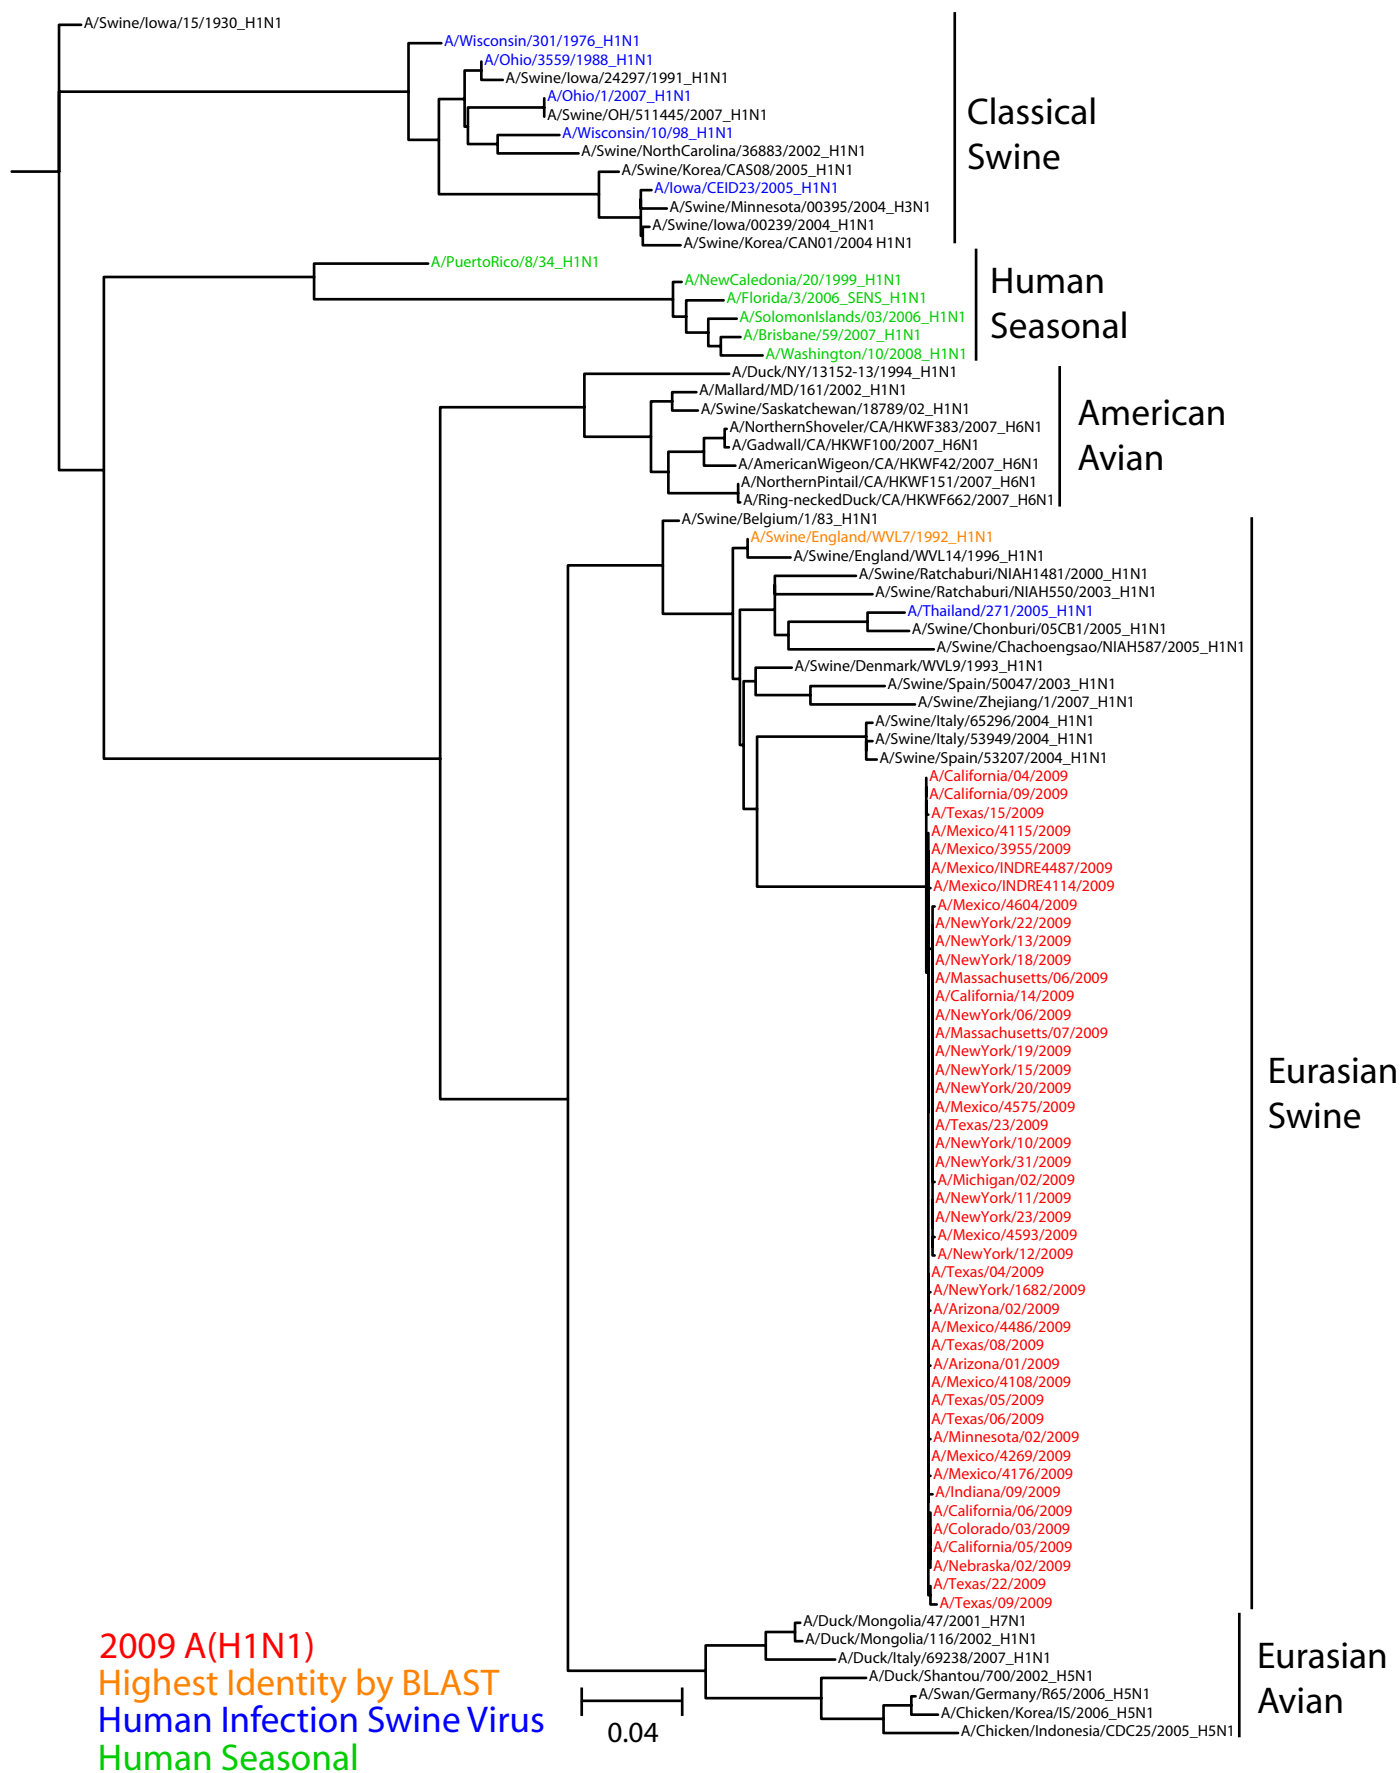 A/Swine/Iowa/15/1930_H1N1
A/Wisconsin/301/1976_H1N1
A/Ohio/3559/1988_H1N1
A/Swine/Iowa/24297/1991_H1N1
A/Ohio/1/2007_H1N1
A/Swine/OH/511445/2007_H1N1
A/Wisconsin/10/98_H1N1
A/Swine/NorthCarolina/36883/2002_H1N1
A/Swine/Korea/CAS08/2005_H1N1
A/Iowa/CEID23/2005_H1N1
A/Swine/Minnesota/00395/2004_H3N1
A/Swine/Iowa/00239/2004_H1N1
A/Swine/Korea/CAN01/2004 H1N1
Classical
Swine
A/PuertoRico/8/34_H1N1
A/NewCaledonia/20/1999_H1N1
A/Florida/3/2006_SENS_H1N1
A/SolomonIslands/03/2006_H1N1
A/Brisbane/59/2007_H1N1
A/Washington/10/2008_H1N1
Human
Seasonal
A/Duck/NY/13152-13/1994_H1N1
A/Mallard/MD/161/2002_H1N1
A/Swine/Saskatchewan/18789/02_H1N1
A/NorthernShoveler/CA/HKWF383/2007_H6N1
A/Gadwall/CA/HKWF100/2007_H6N1
A/AmericanWigeon/CA/HKWF42/2007_H6N1
A/NorthernPintail/CA/HKWF151/2007_H6N1
A/Ring-neckedDuck/CA/HKWF662/2007_H6N1
American
Avian
A/Swine/Belgium/1/83_H1N1
A/Swine/England/WVL7/1992_H1N1
A/Swine/England/WVL14/1996_H1N1
A/Swine/Ratchaburi/NIAH1481/2000_H1N1
A/Swine/Ratchaburi/NIAH550/2003_H1N1
A/Thailand/271/2005_H1N1
A/Swine/Chonburi/05CB1/2005_H1N1
A/Swine/Chachoengsao/NIAH587/2005_H1N1
A/Swine/Denmark/WVL9/1993_H1N1
A/Swine/Spain/50047/2003_H1N1
A/Swine/Zhejiang/1/2007_H1N1
A/Swine/Italy/65296/2004_H1N1
A/Swine/Italy/53949/2004_H1N1
A/Swine/Spain/53207/2004_H1N1
A/California/04/2009
A/California/09/2009
A/Texas/15/2009
A/Mexico/4115/2009
A/Mexico/3955/2009
A/Mexico/INDRE4487/2009
A/Mexico/INDRE4114/2009
A/Mexico/4604/2009
A/NewYork/22/2009
A/NewYork/13/2009
A/NewYork/18/2009
A/Massachusetts/06/2009
A/California/14/2009
A/NewYork/06/2009
A/Massachusetts/07/2009
A/NewYork/19/2009
A/NewYork/15/2009
A/NewYork/20/2009
A/Mexico/4575/2009
A/Texas/23/2009
A/NewYork/10/2009
A/NewYork/31/2009
A/Michigan/02/2009
A/NewYork/11/2009
A/NewYork/23/2009
A/Mexico/4593/2009
A/NewYork/12/2009
A/Texas/04/2009
A/NewYork/1682/2009
A/Arizona/02/2009
A/Mexico/4486/2009
A/Texas/08/2009
A/Arizona/01/2009
A/Mexico/4108/2009
A/Texas/05/2009
A/Texas/06/2009
A/Minnesota/02/2009
A/Mexico/4269/2009
A/Mexico/4176/2009
A/Indiana/09/2009
A/California/06/2009
A/Colorado/03/2009
A/California/05/2009
A/Nebraska/02/2009
A/Texas/22/2009
A/Texas/09/2009
Eurasian
Swine
A/Duck/Mongolia/47/2001_H7N1
A/Duck/Mongolia/116/2002_H1N1
A/Duck/Italy/69238/2007_H1N1
A/Duck/Shantou/700/2002_H5N1
A/Swan/Germany/R65/2006_H5N1
A/Chicken/Korea/IS/2006_H5N1
A/Chicken/Indonesia/CDC25/2005_H5N1
Eurasian
Avian
2009 A(H1N1)
Highest Identity by BLAST
Human Infection Swine Virus
Human Seasonal
0.04